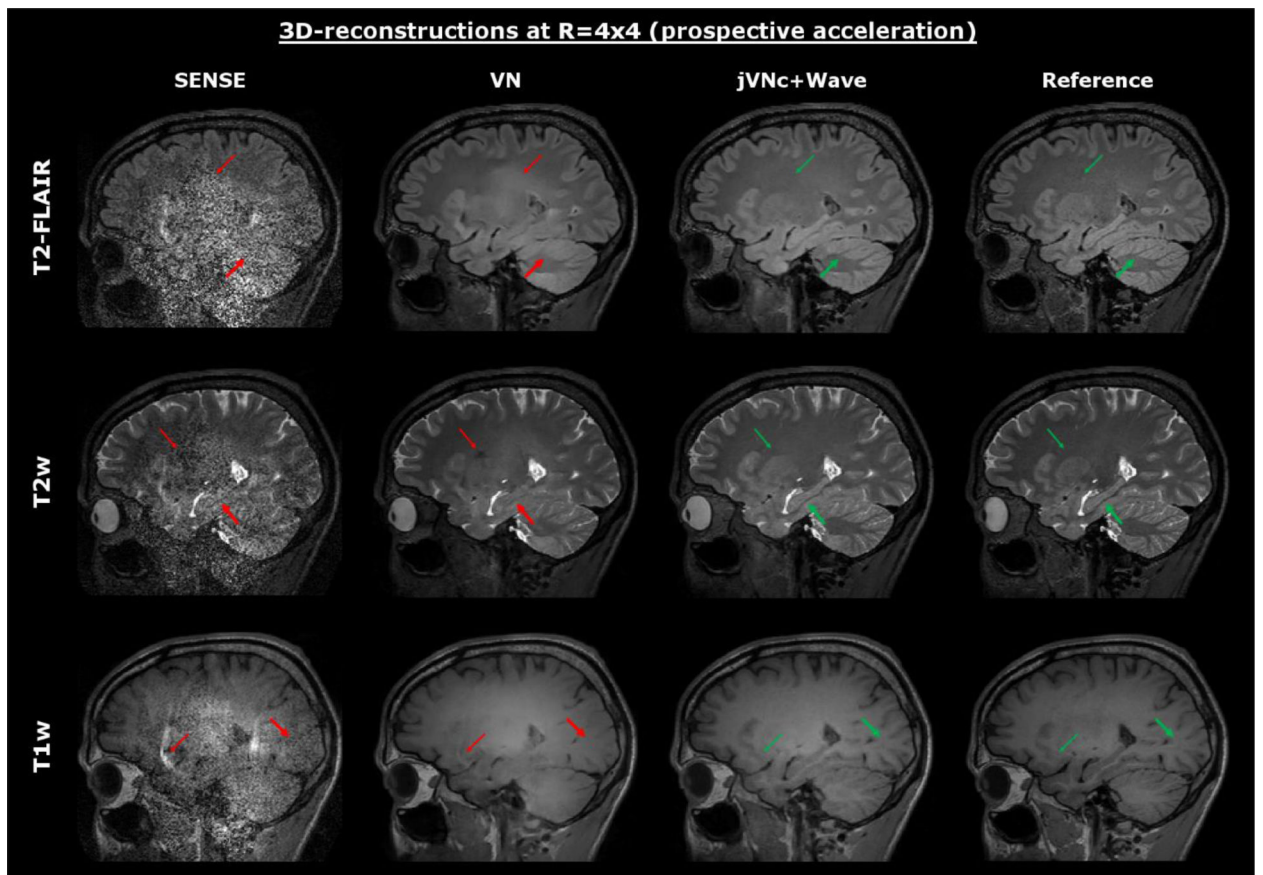 3D-reconstructions at R=4x4 (prospective acceleration)
SENSE VN jVNc+Wave Reference
T2-FLAIR
T2w
T1w